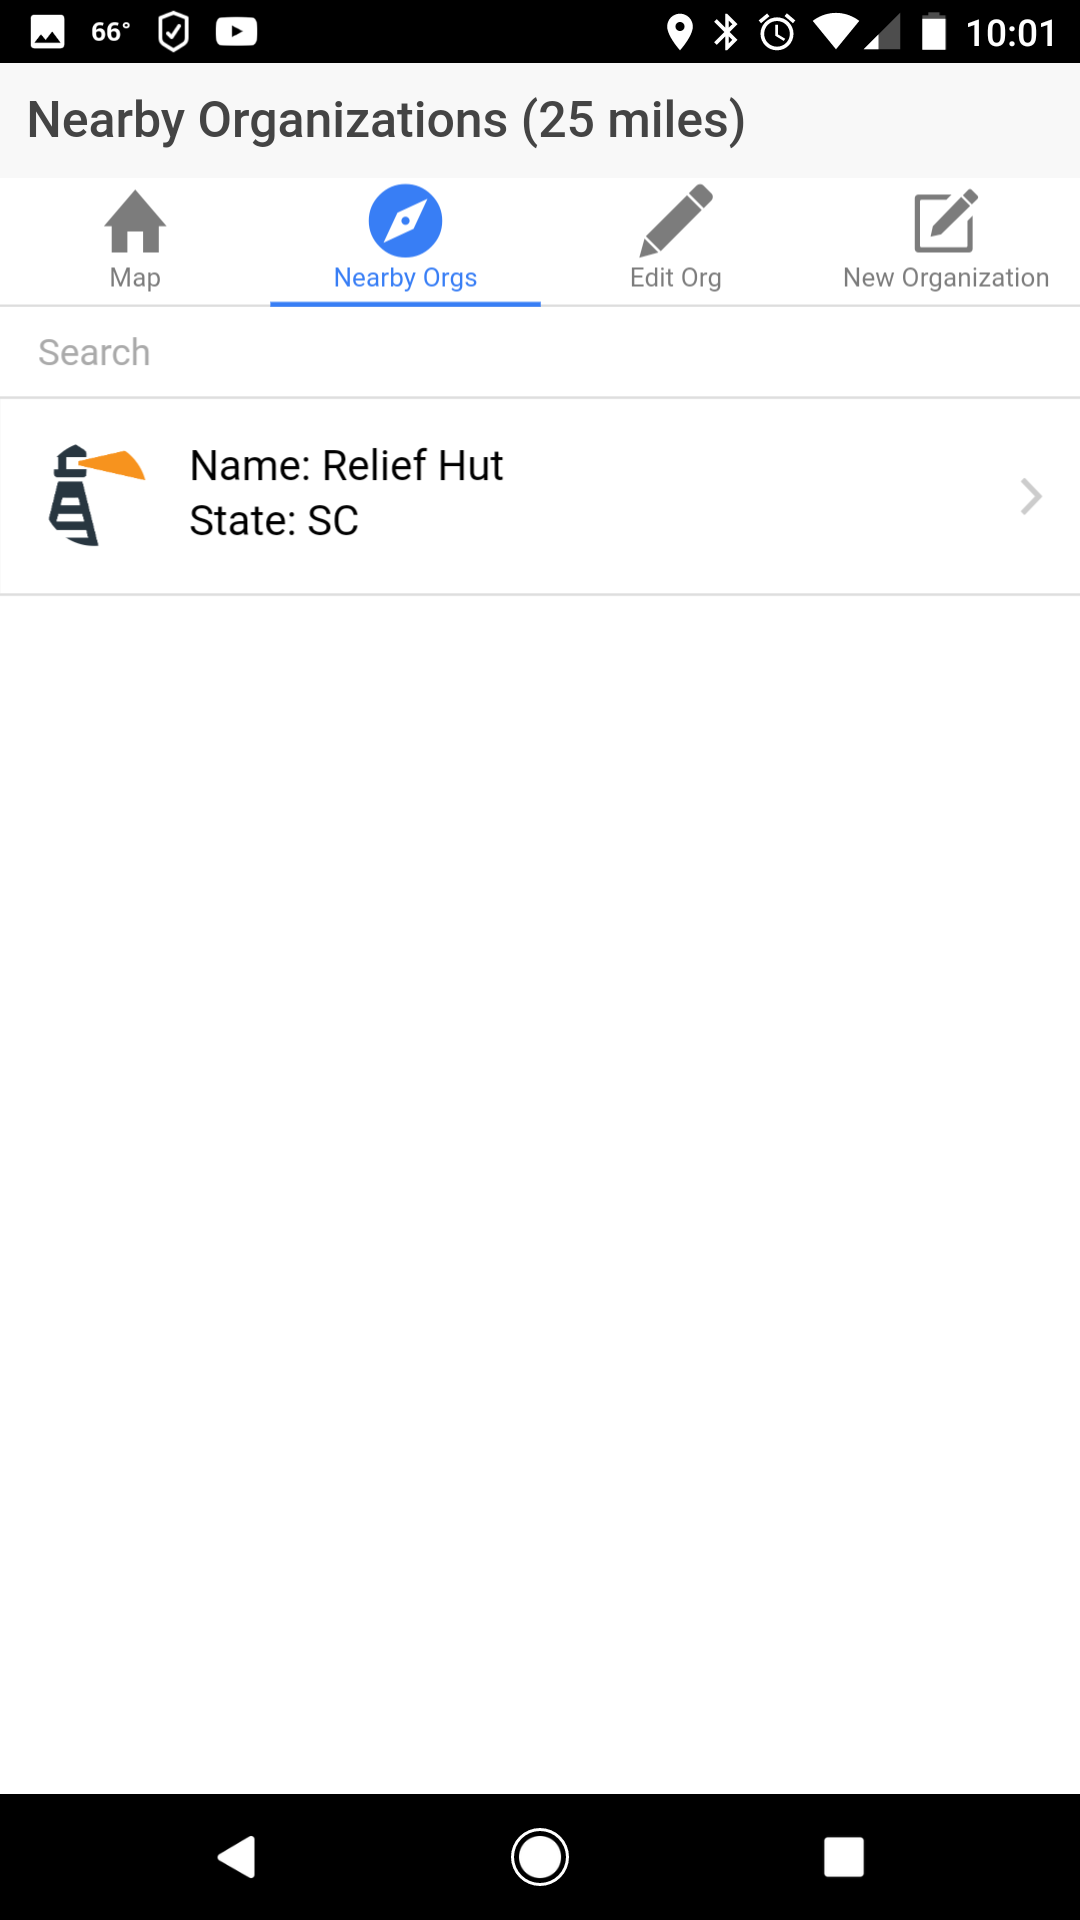 66° 10:01
Nearby Organizations (25 miles)
Map Nearby Orgs Edit Org New Organization
Search
Name: Relief Hut
State: SC